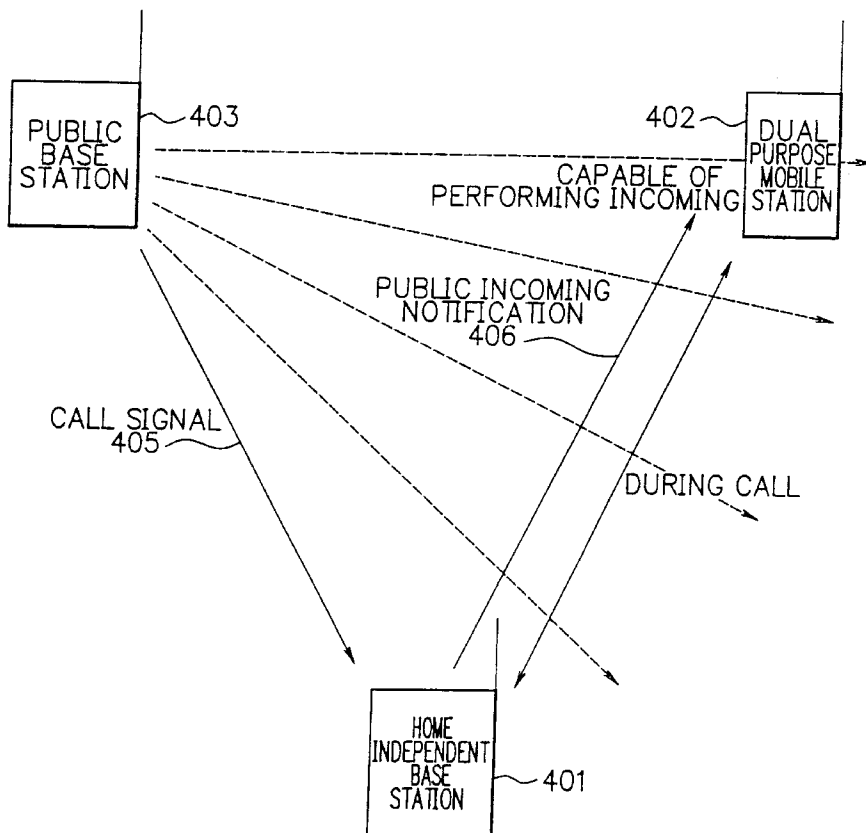 PUBLIC
BASE
STATION
403
402
DUAL
PURPOSE
MOBILE
STATION
CAPABLE OF
PERFORMING INCOMING
PUBLIC INCOMING
NOTIFICATION
406
CALL SIGNAL
405
DURING CALL
HOME
INDEPENDENT
BASE
STATION
401